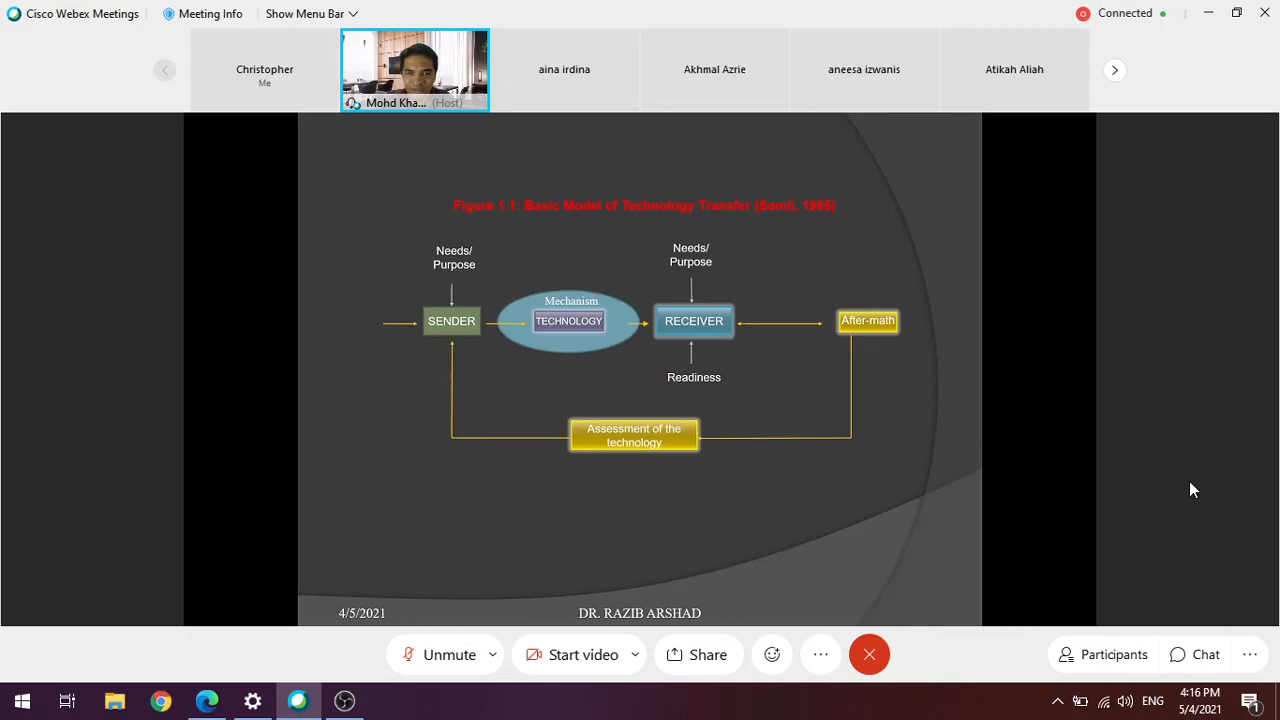 Cisco Webex Meetings
Meeting Info
Show Menu Bar
Connected
Christopher
Me
Mohd Kha... (Host)
aina irdina
Akhmal Azrie
aneesa izwanis
Atikah Aliah
Figure 1.1: Basic Model of Technology Transfer (Samli, 1985)
Needs/
Purpose
Needs/
Purpose
Mechanism
SENDER
TECHNOLOGY
RECEIVER
After-math
Readiness
Assessment of the
technology
4/5/2021
DR. RAZIB ARSHAD
Unmute
Start video
Share
Participants
Chat
ENG
4:16 PM
5/4/2021
1